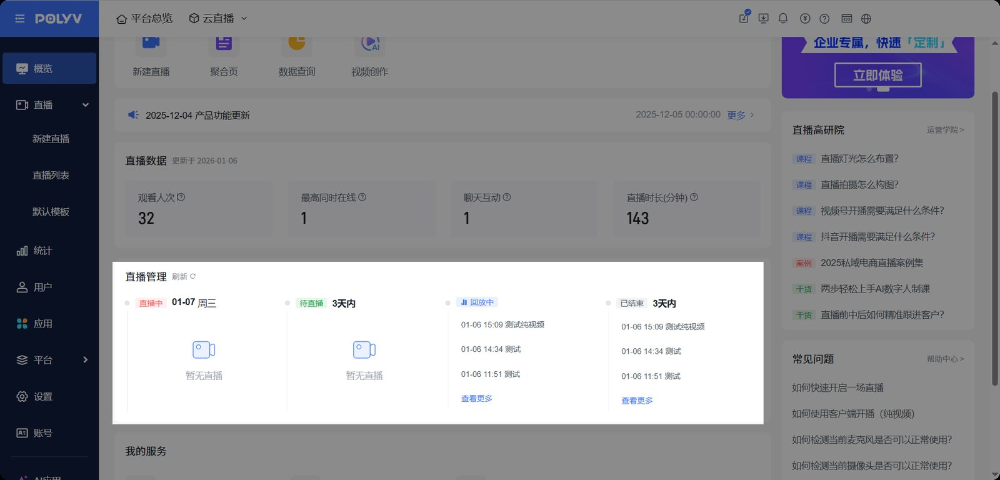 POLYV
平台总览
云直播
概览
直播
新建直播
直播列表
默认模板
统计
用户
应用
平台
设置
账号
新建直播
聚合页
数据查询
AI
视频创作
2025-12-04 产品功能更新
2025-12-05 00:00:00 更多 >
直播数据 更新于 2026-01-06
观看人次
32
最高同时在线
1
聊天互动
1
直播时长(分钟)
143
直播管理 刷新
直播中 01-07 周三
暂无直播
待直播 3天内
暂无直播
回放中
01-06 15:09 测试纯视频
01-06 14:34 测试
01-06 11:51 测试
查看更多
已结束 3天内
01-06 15:09 测试纯视频
01-06 14:34 测试
01-06 11:51 测试
查看更多
我的服务
企业专属，快速「定制」
立即体验
直播高研院 运营学院 >
课程 直播灯光怎么布置?
课程 直播拍摄怎么构图?
课程 视频号开播需要满足什么条件?
课程 抖音开播需要满足什么条件?
案例 2025私域电商直播案例集
干货 两步轻松上手AI数字人制课
干货 直播前中后如何精准跟进客户?
常见问题 帮助中心 >
如何快速开启一场直播
如何使用客户端开播（纯视频)
如何检测当前麦克风是否可以正常使用?
如何检测当前摄像头是否可以正常使用?